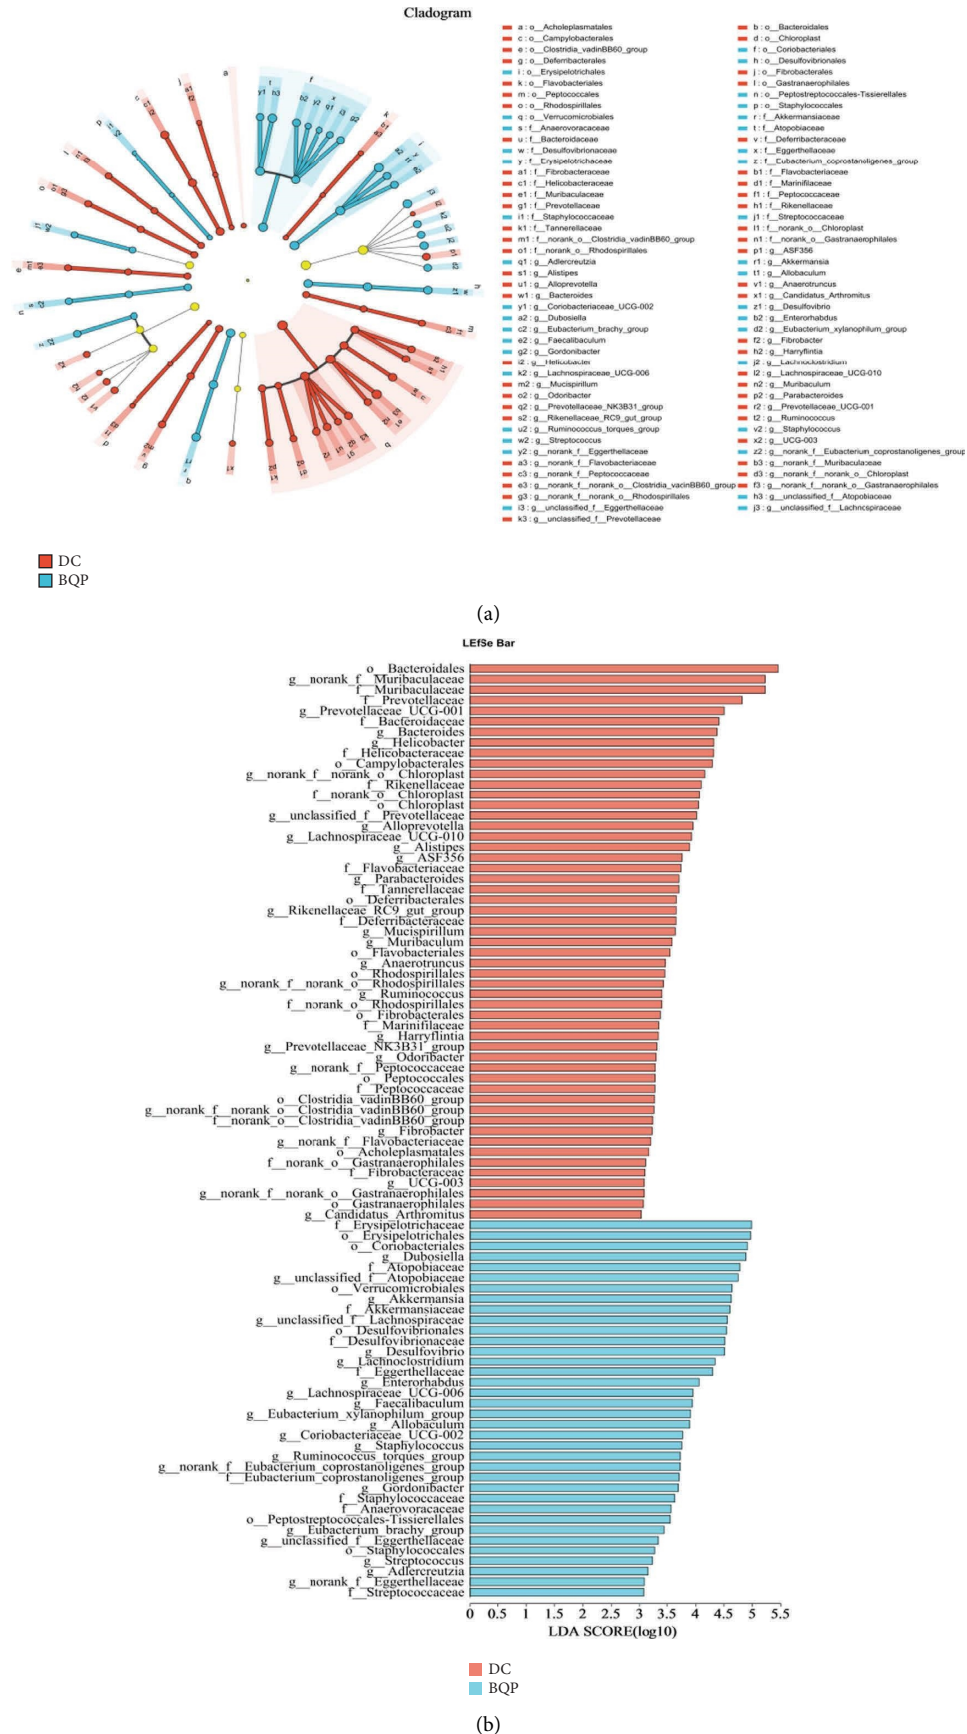 Cladogram
a : o__Acholeplasmatales
b : o__Bacteroidales
c : o__Campylobacterales
d : o__Chloroplast
e : o__Clostridia_vadinBB60_group
f : o__Coriobacteriales
g : o__Deferribacterales
h : o__Desulfovibrionales
i : o__Erysipelotrichales
j : o__Fibrobacterales
k : o__Flavobacteriales
l : o__Gastranaerophilales
m : o__Peptococcales
n : o__Peptostreptococcales-Tissierellales
o : o__Rhodospirillales
p : o__Staphylococcales
q : o__Verrucomicrobiales
r : f__Akkermansiaceae
s : f__Anaerovoracaceae
t : f__Atopobiaceae
u : f__Bacteroidaceae
v : f__Deferribacteraceae
w : f__Desulfovibrionaceae
x : f__Eggerthellaceae
y : f__Erysipelotrichaceae
z : f__Eubacterium_coprostanoligenes_group
a1 : f__Fibrobacteraceae
b1 : f__Flavobacteriaceae
c1 : f__Helicobacteraceae
d1 : f__Marinifilaceae
e1 : f__Muribaculaceae
f1 : f__Peptococcaceae
g1 : f__Prevotellaceae
h1 : f__Rikenellaceae
i1 : f__Staphylococcaceae
j1 : f__Streptococcaceae
k1 : f__Tannerellaceae
l1 : f__norank_o__Chloroplast
m1 : f__norank_o__Clostridia_vadinBB60_group
n1 : f__norank_o__Gastranaerophilales
o1 : f__norank_o__Rhodospirillales
p1 : g__ASF356
q1 : g__Adlercreutzia
r1 : g__Akkermansia
s1 : g__Alistipes
t1 : g__Allobaculum
u1 : g__Alloprevotella
v1 : g__Anaerotruncus
w1 : g__Bacteroides
x1 : g__Candidatus_Arthromitus
y1 : g__Coriobacteriaceae_UCG-002
z1 : g__Desulfovibrio
a2 : g__Dubosiella
b2 : g__Enterorhabdus
c2 : g__Eubacterium_brachy_group
d2 : g__Eubacterium_xylanophilum_group
e2 : g__Faecalibaculum
f2 : g__Fibrobacter
g2 : g__Gordonibacter
h2 : g__Harryflintia
i2 : g__Helicobacter
j2 : g__Lachnoclostridium
k2 : g__Lachnospiraceae_UCG-006
l2 : g__Lachnospiraceae_UCG-010
m2 : g__Mucispirillum
n2 : g__Muribaculum
o2 : g__Odoribacter
p2 : g__Parabacteroides
q2 : g__Prevotellaceae_NK3B31_group
r2 : g__Prevotellaceae_UCG-001
s2 : g__Rikenellaceae_RC9_gut_group
t2 : g__Ruminococcus
u2 : g__Ruminococcus_torques_group
v2 : g__Staphylococcus
w2 : g__Streptococcus
x2 : g__UCG-003
y2 : g__norank_f__Eggerthellaceae
z2 : g__norank_f__Eubacterium_coprostanoligenes_group
a3 : g__norank_f__Flavobacteriaceae
b3 : g__norank_f__Muribaculaceae
c3 : g__norank_f__Peptococcaceae
d3 : g__norank_f__norank_o__Chloroplast
e3 : g__norank_f__norank_o__Clostridia_vadinBB60_group
f3 : g__norank_f__norank_o__Gastranaerophilales
g3 : g__norank_f__norank_o__Rhodospirillales
h3 : g__unclassified_f__Atopobiaceae
i3 : g__unclassified_f__Eggerthellaceae
j3 : g__unclassified_f__Lachnospiraceae
k3 : g__unclassified_f__Prevotellaceae
DC
BQP
(a)
LEfSe Bar
o__Bacteroidales
g__norank_f__Muribaculaceae
f__Muribaculaceae
f__Prevotellaceae
g__Prevotellaceae_UCG-001
f__Bacteroidaceae
g__Bacteroides
g__Helicobacter
f__Helicobacteraceae
o__Campylobacterales
g__norank_f__norank_o__Chloroplast
f__Rikenellaceae
f__norank_o__Chloroplast
o__Chloroplast
g__unclassified_f__Prevotellaceae
g__Alloprevotella
g__Lachnospiraceae_UCG-010
g__Alistipes
g__ASF356
f__Flavobacteriaceae
g__Parabacteroides
f__Tannerellaceae
o__Deferribacterales
g__Rikenellaceae_RC9_gut_group
f__Deferribacteraceae
g__Mucispirillum
g__Muribaculum
o__Flavobacteriales
g__Anaerotruncus
o__Rhodospirillales
g__norank_f__norank_o__Rhodospirillales
g__Ruminococcus
f__norank_o__Rhodospirillales
o__Fibrobacterales
f__Marinifilaceae
g__Harryflintia
g__Prevotellaceae_NK3B31_group
g__Odoribacter
g__norank_f__Peptococcaceae
o__Peptococcales
f__Peptococcaceae
o__Clostridia_vadinBB60_group
g__norank_f__norank_o__Clostridia_vadinBB60_group
f__norank_o__Clostridia_vadinBB60_group
g__Fibrobacter
g__norank_f__Flavobacteriaceae
o__Acholeplasmatales
f__norank_o__Gastranaerophilales
f__Fibrobacteraceae
g__UCG-003
g__norank_f__norank_o__Gastranaerophilales
o__Gastranaerophilales
g__Candidatus_Arthromitus
f__Erysipelotrichaceae
o__Erysipelotrichales
o__Coriobacteriales
g__Dubosiella
f__Atopobiaceae
g__unclassified_f__Atopobiaceae
o__Verrucomicrobiales
g__Akkermansia
f__Akkermansiaceae
g__unclassified_f__Lachnospiraceae
o__Desulfovibrionales
f__Desulfovibrionaceae
g__Desulfovibrio
g__Lachnoclostridium
f__Eggerthellaceae
g__Enterorhabdus
g__Lachnospiraceae_UCG-006
g__Faecalibaculum
g__Eubacterium_xylanophilum_group
g__Allobaculum
g__Coriobacteriaceae_UCG-002
g__Staphylococcus
g__Ruminococcus_torques_group
g__norank_f__Eubacterium_coprostanoligenes_group
f__Eubacterium_coprostanoligenes_group
g__Gordonibacter
f__Staphylococcaceae
f__Anaerovoracaceae
o__Peptostreptococcales-Tissierellales
g__Eubacterium_brachy_group
g__unclassified_f__Eggerthellaceae
o__Staphylococcales
g__Streptococcus
g__Adlercreutzia
g__norank_f__Eggerthellaceae
f__Streptococcaceae
0 0.5 1 1.5 2 2.5 3 3.5 4 4.5 5 5.5
LDA SCORE(log10)
DC
BQP
(b)